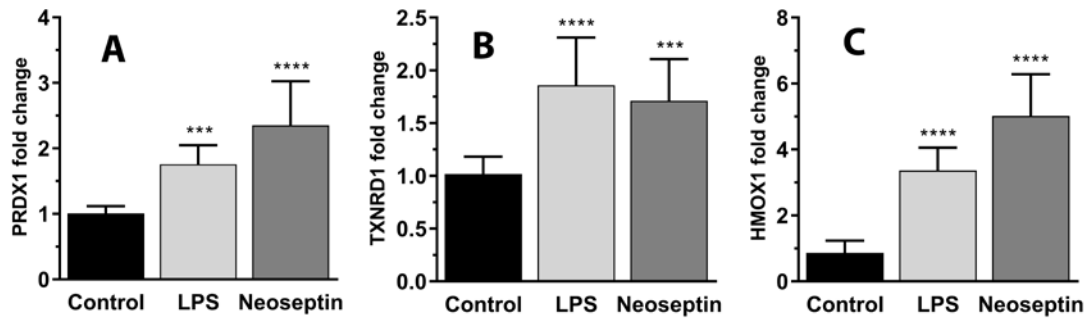 A
PRDX1 fold change
4
3
2
1
0
***
****
Control LPS Neoseptin
B
TXNRD1 fold change
2.5
2.0
1.5
1.0
0.5
0.0
****
***
Control LPS Neoseptin
C
HMOX1 fold change
8
6
4
2
0
****
****
Control LPS Neoseptin